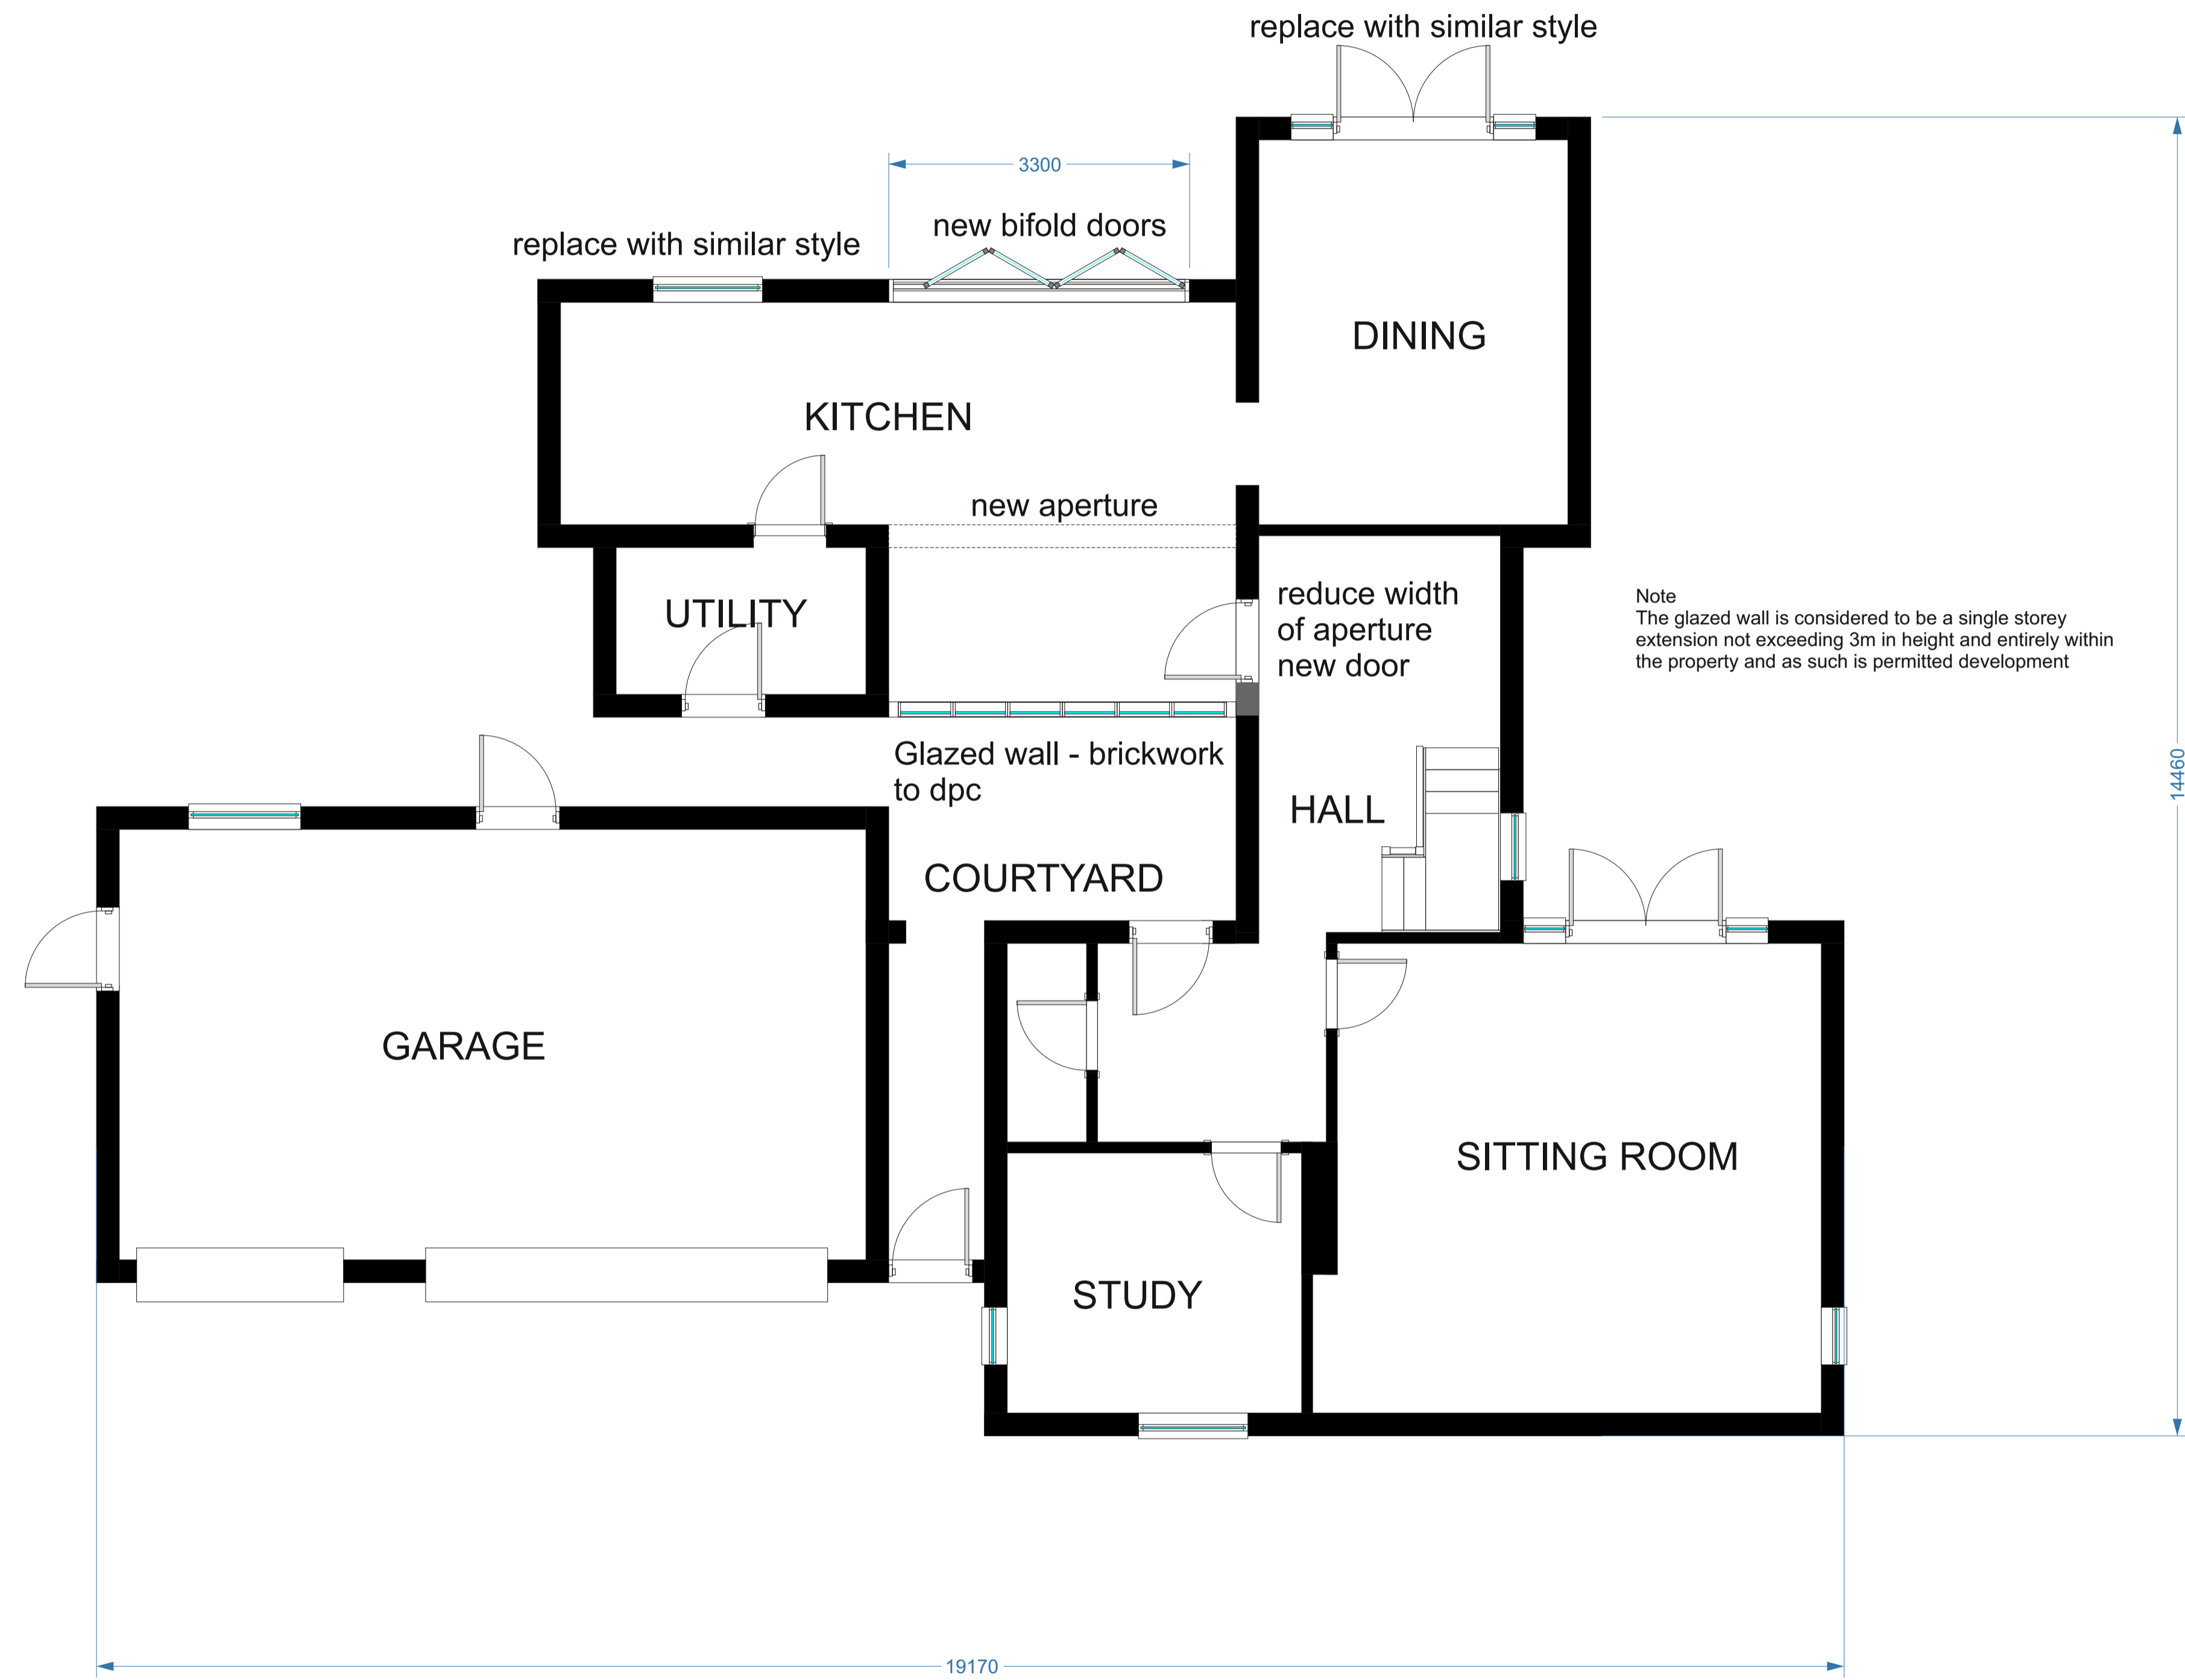 replace with similar style
3300
new bifold doors
replace with similar style
DINING
KITCHEN
new aperture
UTILITY
reduce width
of aperture
new door
Note
The glazed wall is considered to be a single storey
extension not exceeding 3m in height and entirely within
the property and as such is permitted development
Glazed wall - brickwork
to dpc
HALL
14460
COURTYARD
GARAGE
SITTING ROOM
STUDY
19170